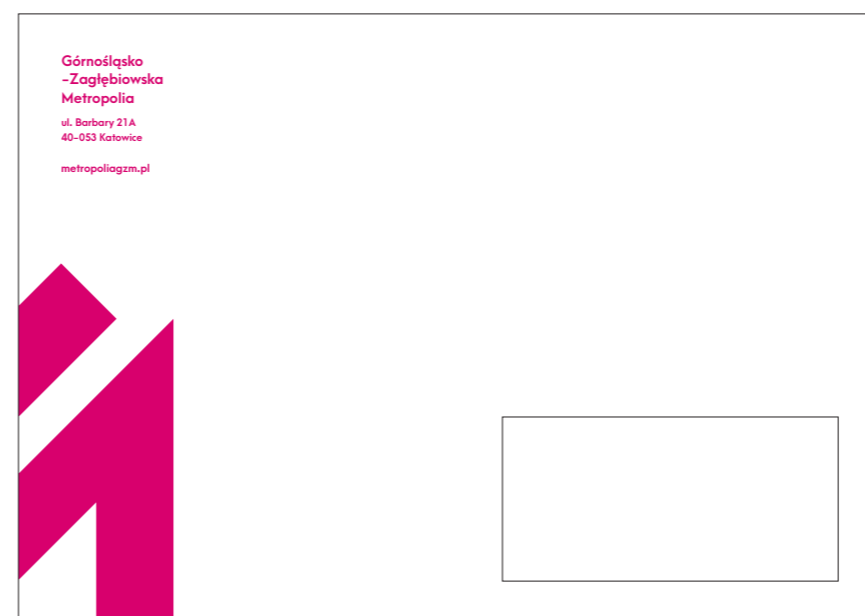 Górnośląsko
-Zagłębiowska
Metropolia
ul. Barbary 21A
40-053 Katowice
metropoliagzm.pl